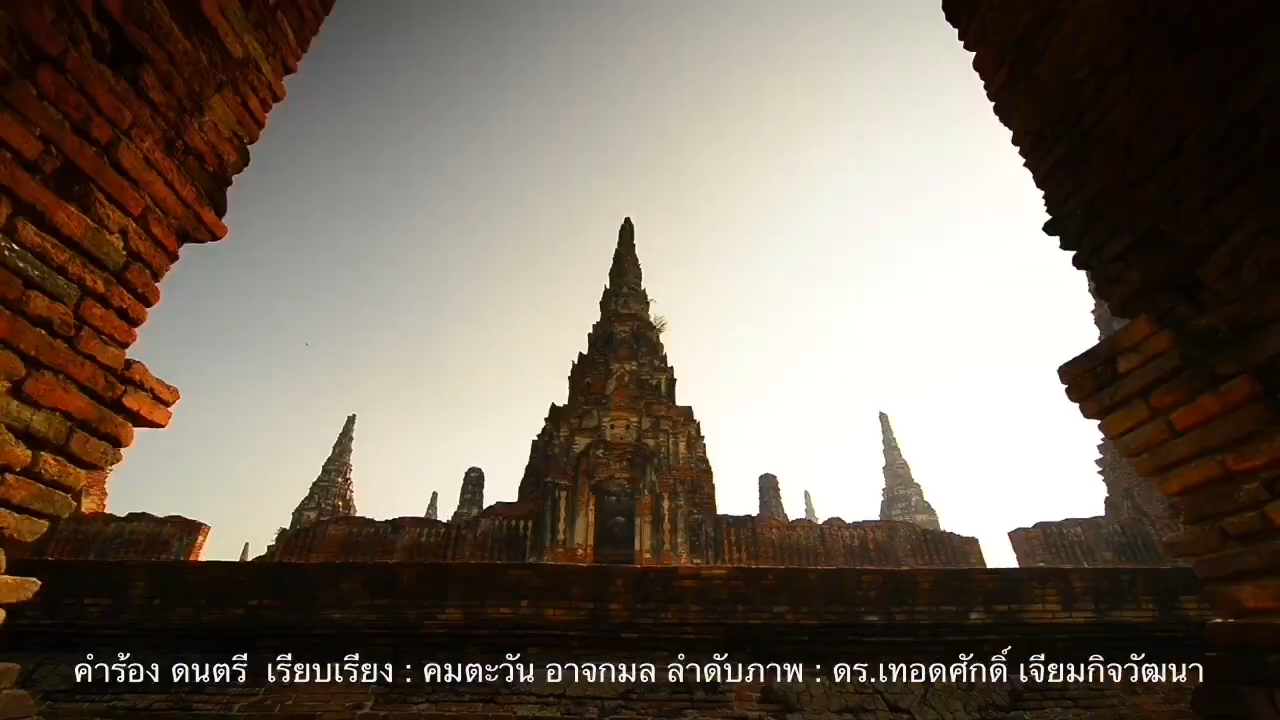 คำร้อง ดนตรี เรียบเรียง : คมตะวัน อาจกมล ลำดับภาพ : ดร.เทอดศักดิ์ เจียมกิจวัฒนา